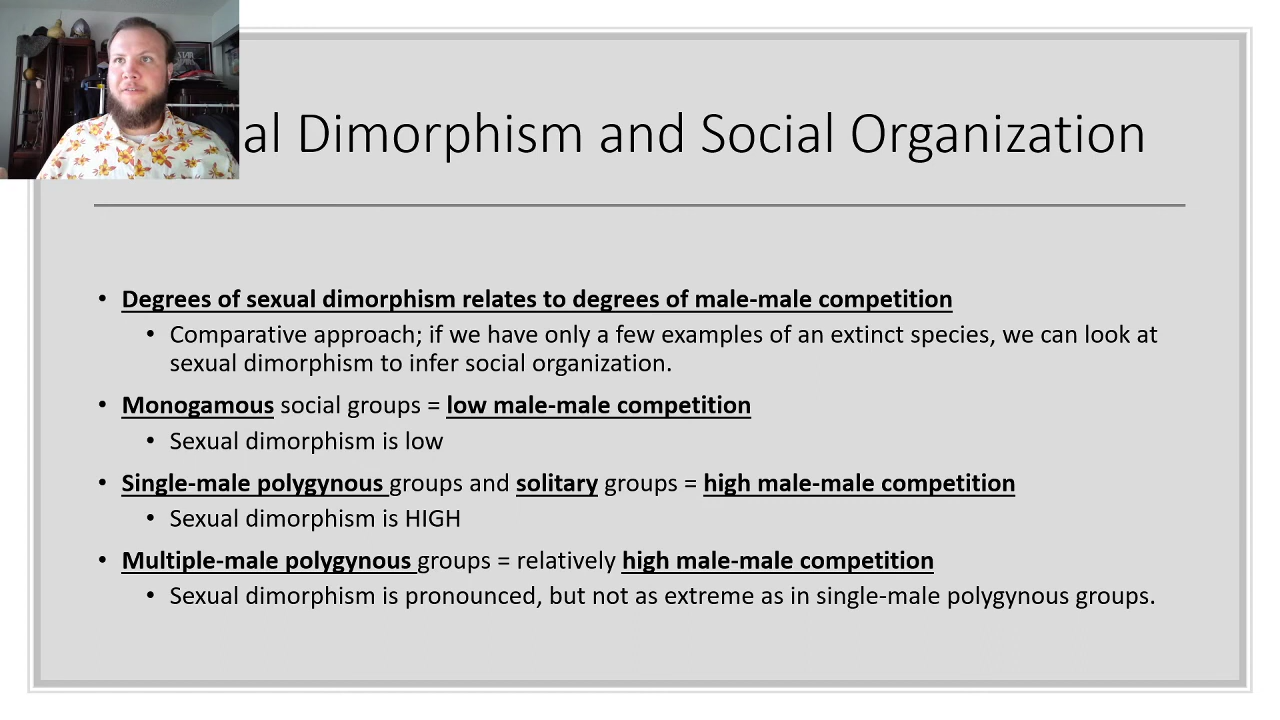 al Dimorphism and Social Organization
• Degrees of sexual dimorphism relates to degrees of male-male competition
• Comparative approach; if we have only a few examples of an extinct species, we can look at
sexual dimorphism to infer social organization.
• Monogamous social groups = low male-male competition
• Sexual dimorphism is low
• Single-male polygynous groups and solitary groups = high male-male competition
• Sexual dimorphism is HIGH
• Multiple-male polygynous groups = relatively high male-male competition
• Sexual dimorphism is pronounced, but not as extreme as in single-male polygynous groups.